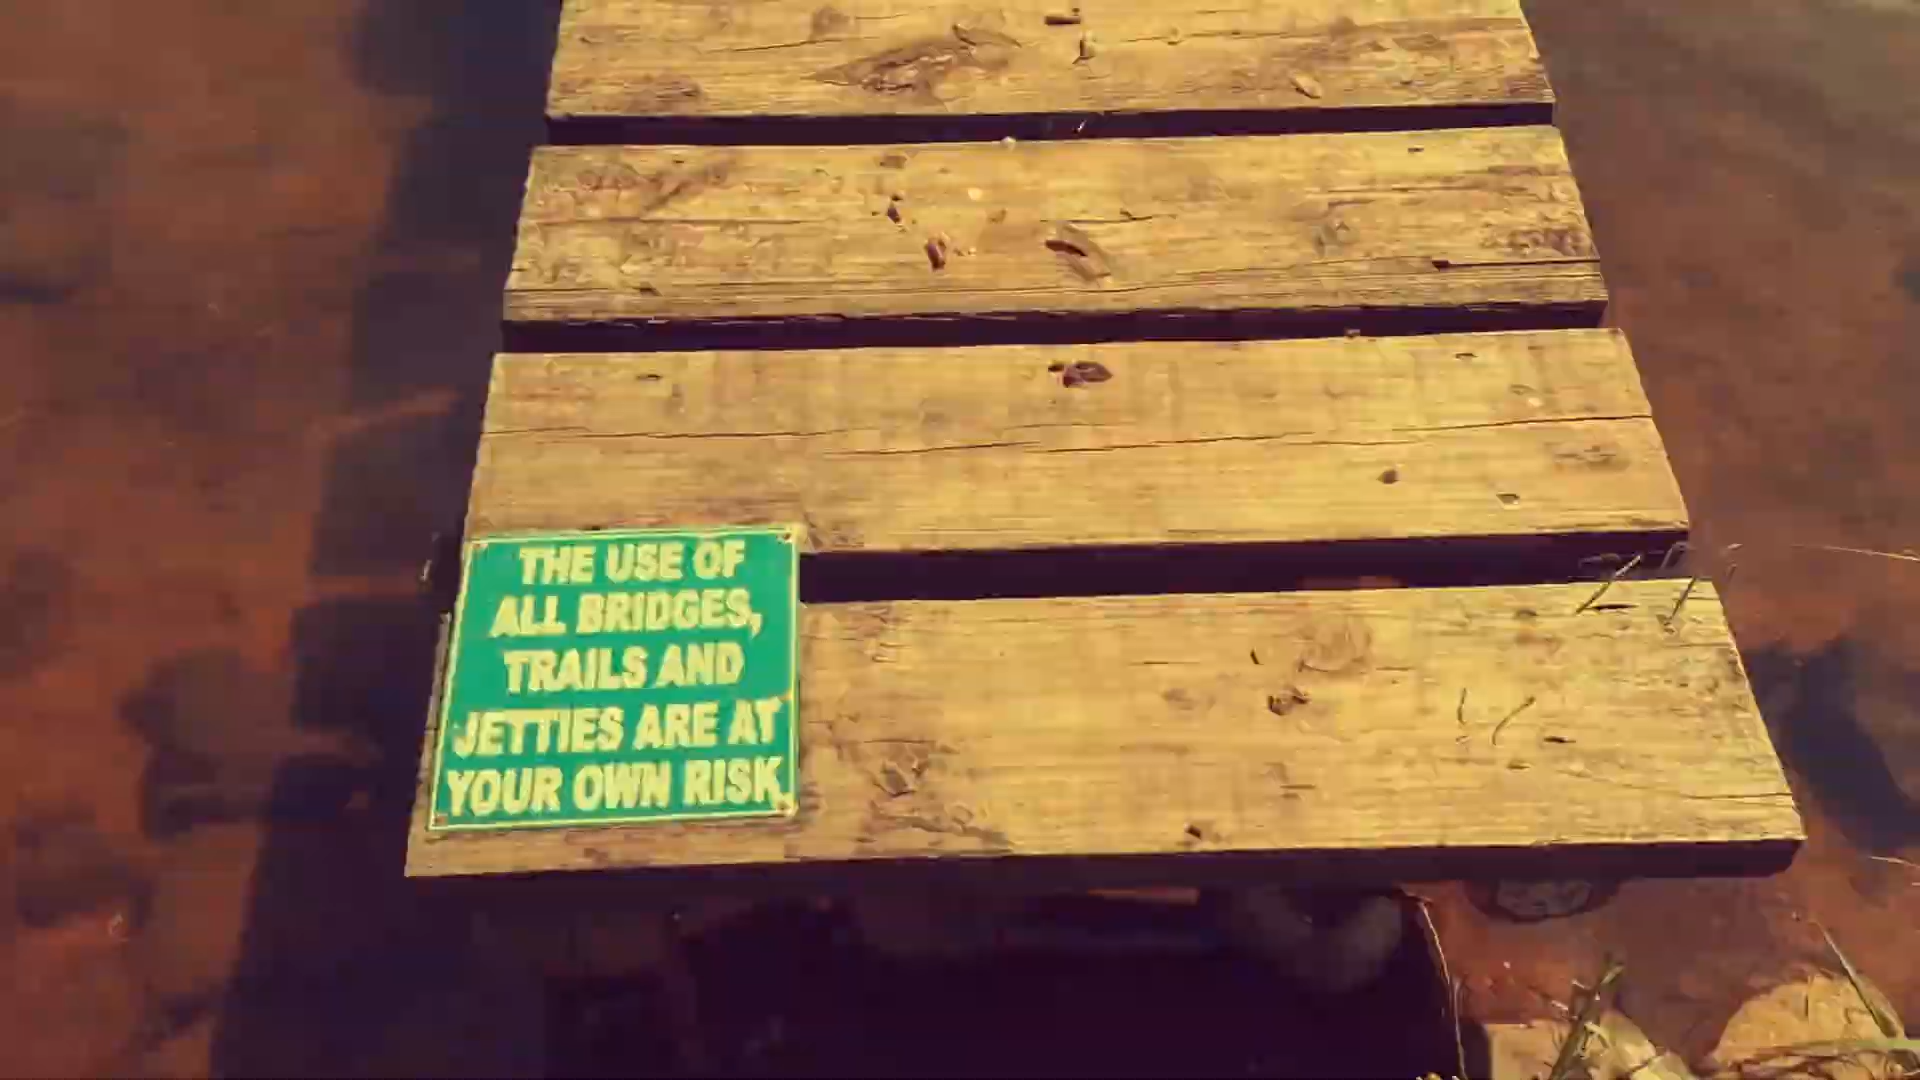 THE USE OF
ALL BRIDGES,
TRAILS AND
JETTIES ARE AT
YOUR OWN RISK